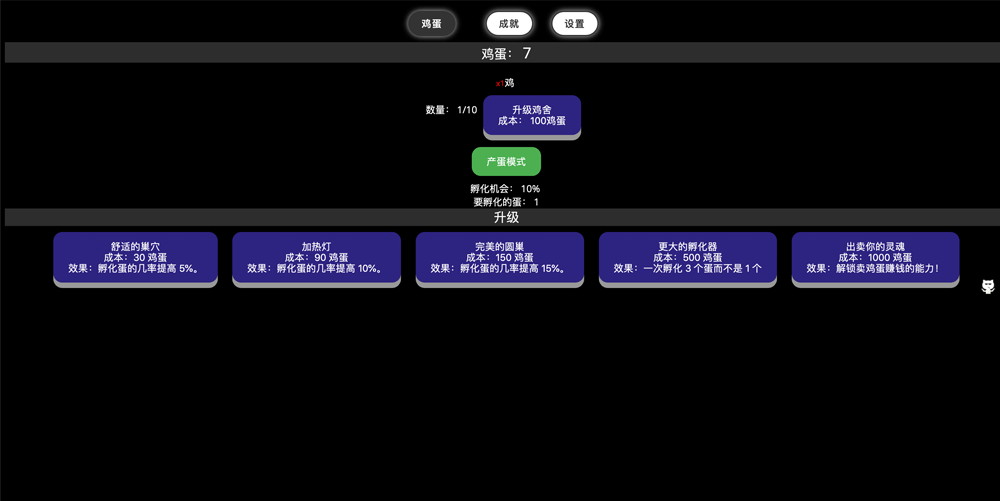 鸡蛋 成就 设置
鸡蛋： 7
x1鸡
数量： 1/10
升级鸡舍
成本： 100鸡蛋
产蛋模式
孵化机会： 10%
要孵化的蛋： 1
升级
舒适的巢穴
成本：30 鸡蛋
效果：孵化蛋的几率提高 5%。
加热灯
成本：90 鸡蛋
效果：孵化蛋的几率提高 10%。
完美的圆巢
成本：150 鸡蛋
效果：孵化蛋的几率提高 15%。
更大的孵化器
成本：500 鸡蛋
效果：一次孵化 3 个蛋而不是 1 个
出卖你的灵魂
成本：1000 鸡蛋
效果：解锁卖鸡蛋赚钱的能力！